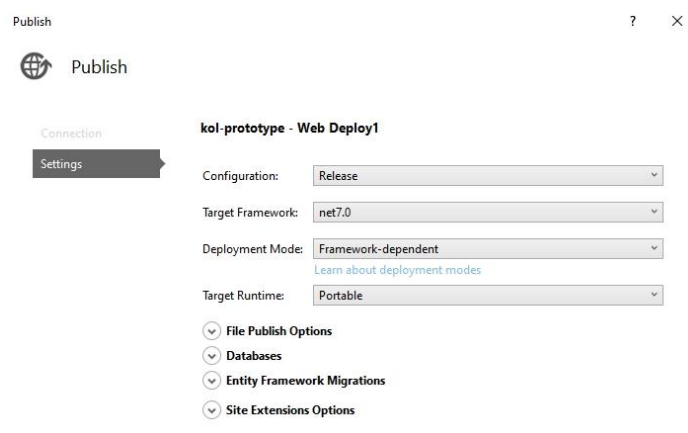 Publish
?
Publish
Connection
kol-prototype - Web Deploy1
Settings
Configuration: Release
Target Framework: net7.0
Deployment Mode: Framework-dependent
Learn about deployment modes
Target Runtime: Portable
File Publish Options
Databases
Entity Framework Migrations
Site Extensions Options